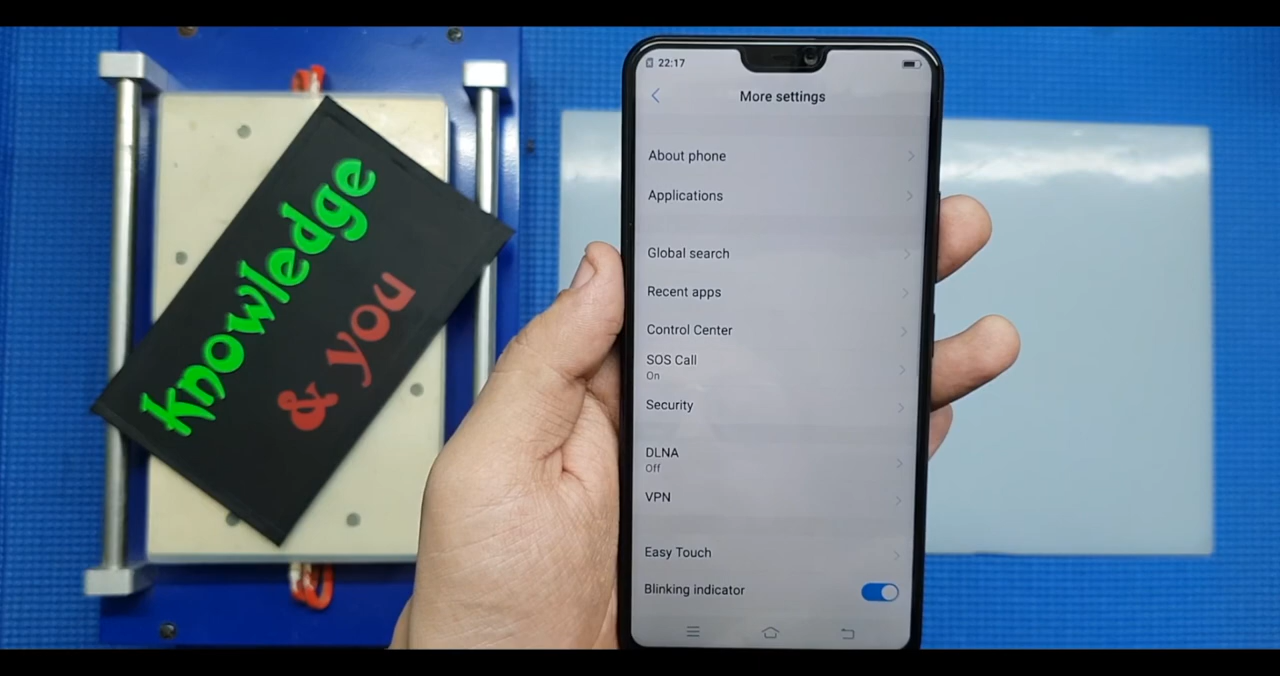 knowledge
& you
22:17
More settings
About phone
Applications
Global search
Recent apps
Control Center
SOS Call
On
Security
DLNA
Off
VPN
Easy Touch
Blinking indicator